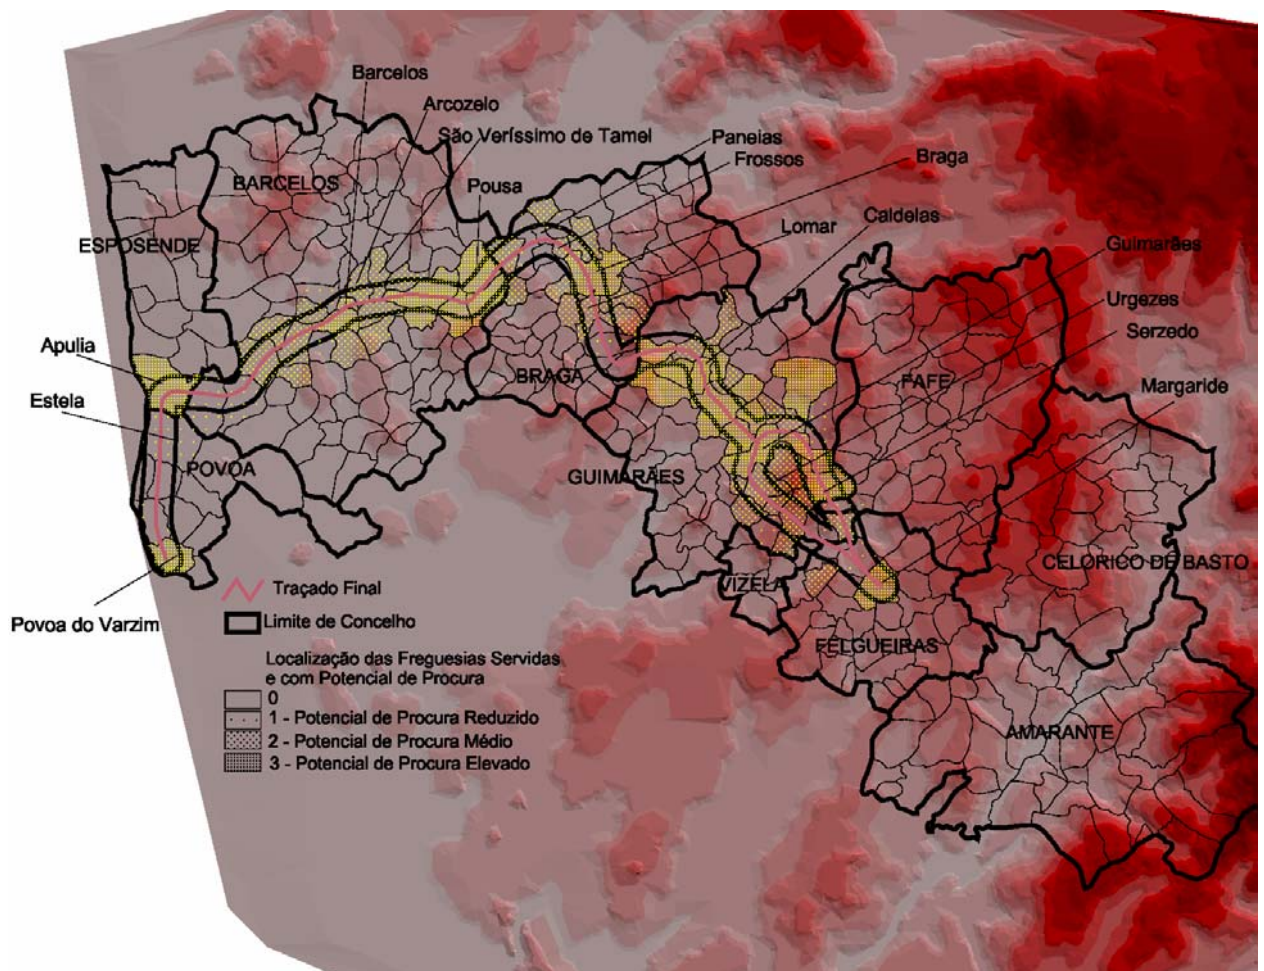 Barcelos
Arcozelo
São Veríssimo de Tamel
Paneias
Frossos
Braga
Pousa
BARCELOS
Caldelas
Lomar
ESPOSENDE
Guimarães
Urgezes
Serzedo
Apulia
BRAGA
FAFE
Margaride
Estela
POVOA
GUIMARÃES
CELORICO DE BASTO
VIZELA
Traçado Final
Povoa do Varzim
Limite de Concelho
FELGUEIRAS
Localização das Freguesias Servidas
e com Potencial de Procura
0
1 - Potencial de Procura Reduzido
2 - Potencial de Procura Médio
3 - Potencial de Procura Elevado
AMARANTE